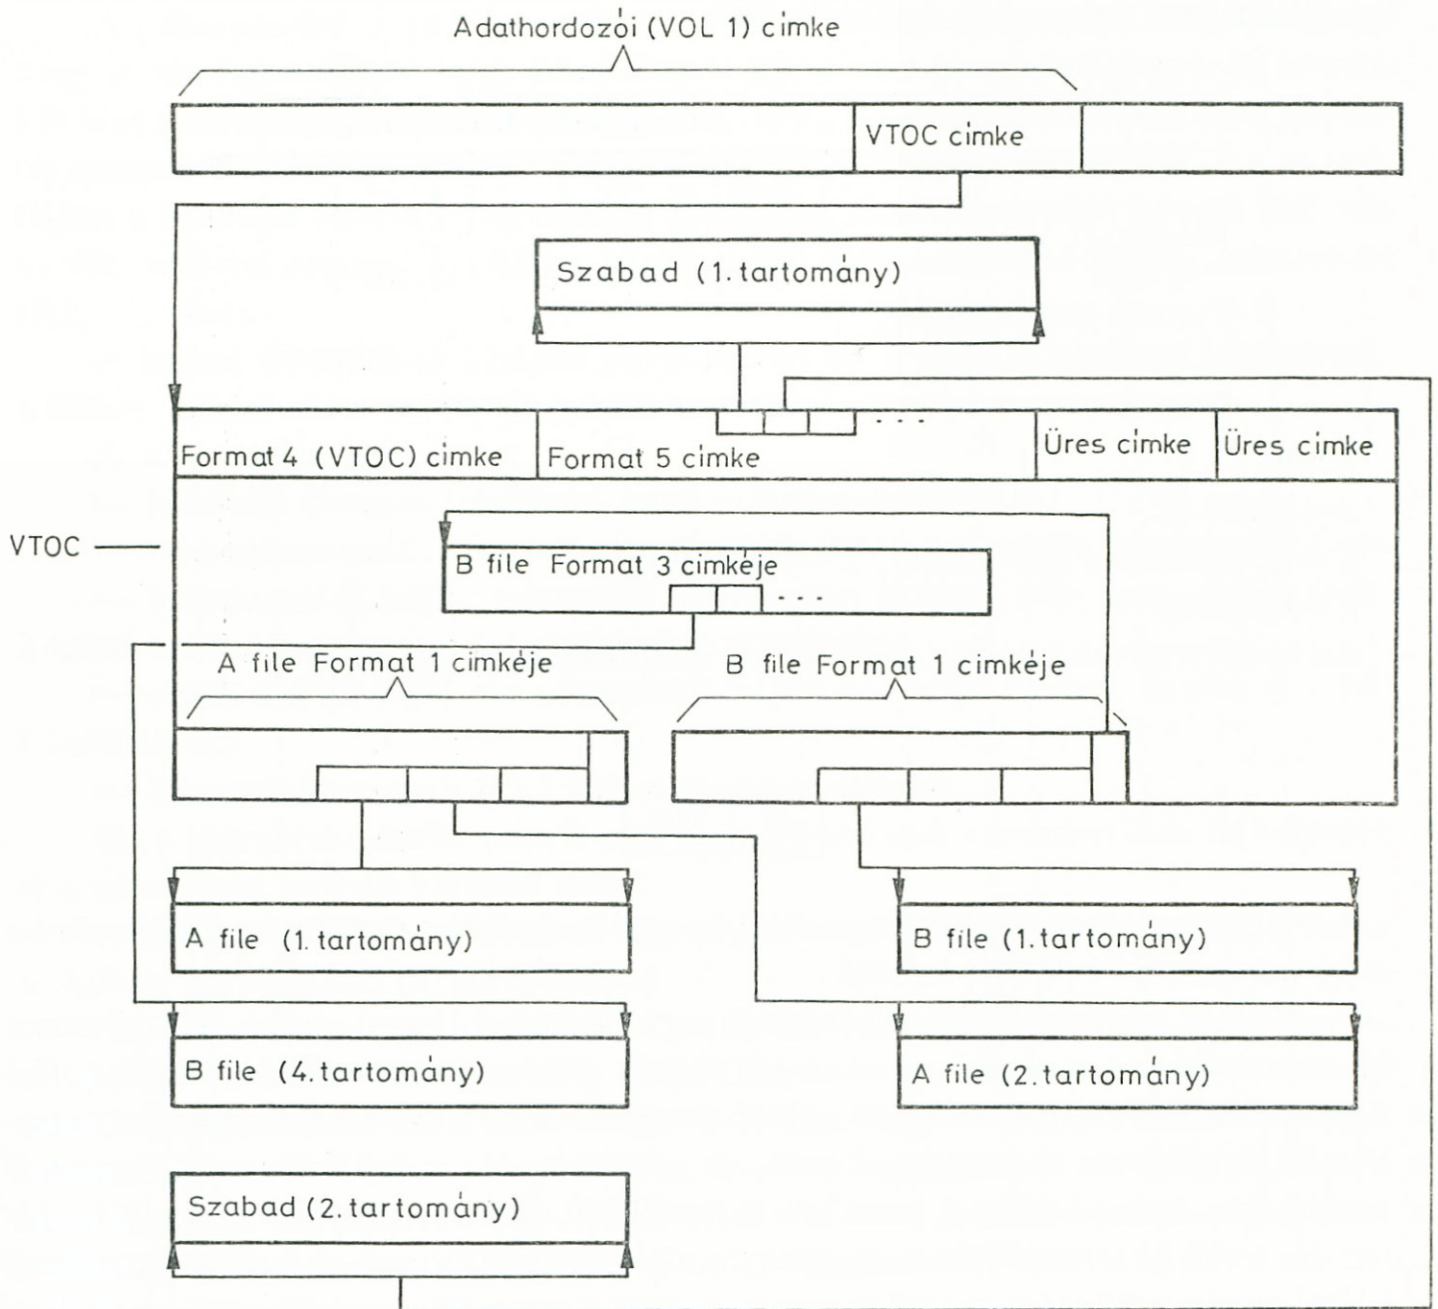 Adathordozói (VOL 1) cimke
VTOC cimke
Szabad (1. tartomány)
Format 4 (VTOC) cimke
Format 5 cimke
. . .
Üres cimke
Üres cimke
VTOC
B file Format 3 cimkéje
. . .
A file Format 1 cimkéje
B file Format 1 cimkéje
A file (1. tartomány)
B file (1. tartomány)
B file (4. tartomány)
A file (2. tartomány)
Szabad (2. tartomány)